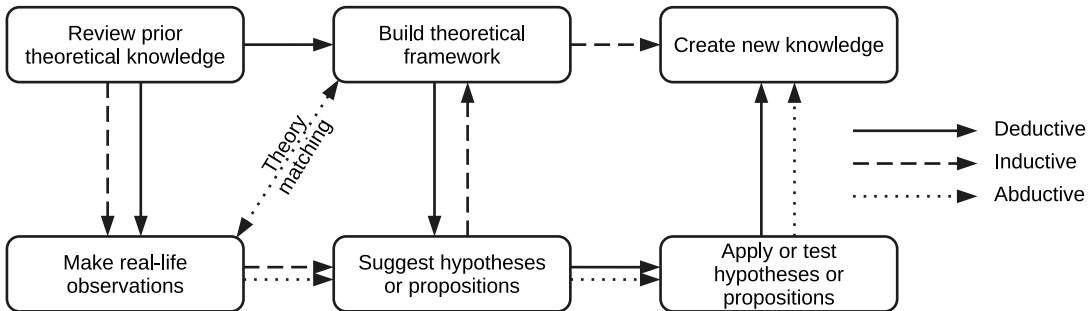 Review prior
theoretical knowledge
Build theoretical
framework
Create new knowledge
Theory
matching
Deductive
Inductive
Abductive
Make real-life
observations
Suggest hypotheses
or propositions
Apply or test
hypotheses or
propositions